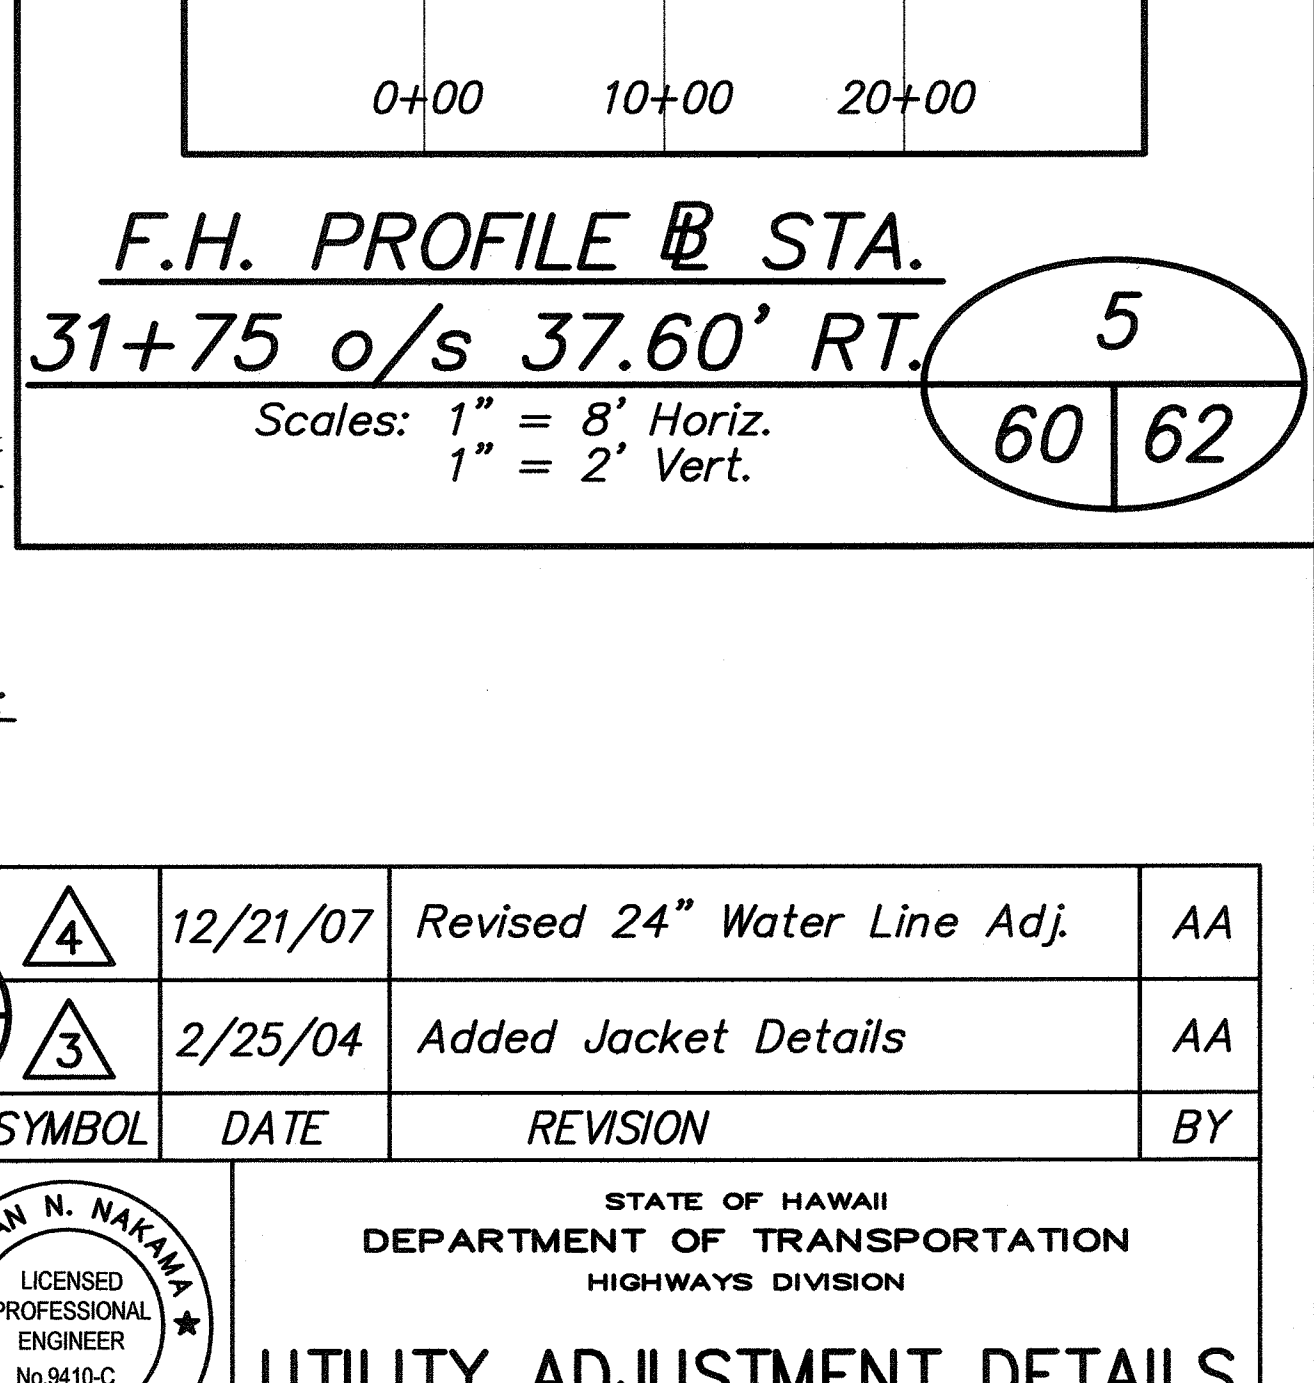 0+00 10+00 20+00
F.H. PROFILE BL STA.
31+75 o/s 37.60' RT.
5
60 62
Scales: 1" = 8' Horiz.
1" = 2' Vert.
4 12/21/07 Revised 24" Water Line Adj. AA
3 2/25/04 Added Jacket Details AA
SYMBOL DATE REVISION BY
AN N. NAKAMA ★
LICENSED
PROFESSIONAL
ENGINEER
No.9410-C
STATE OF HAWAII
DEPARTMENT OF TRANSPORTATION
HIGHWAYS DIVISION
UTILITY ADJUSTMENT DETAILS